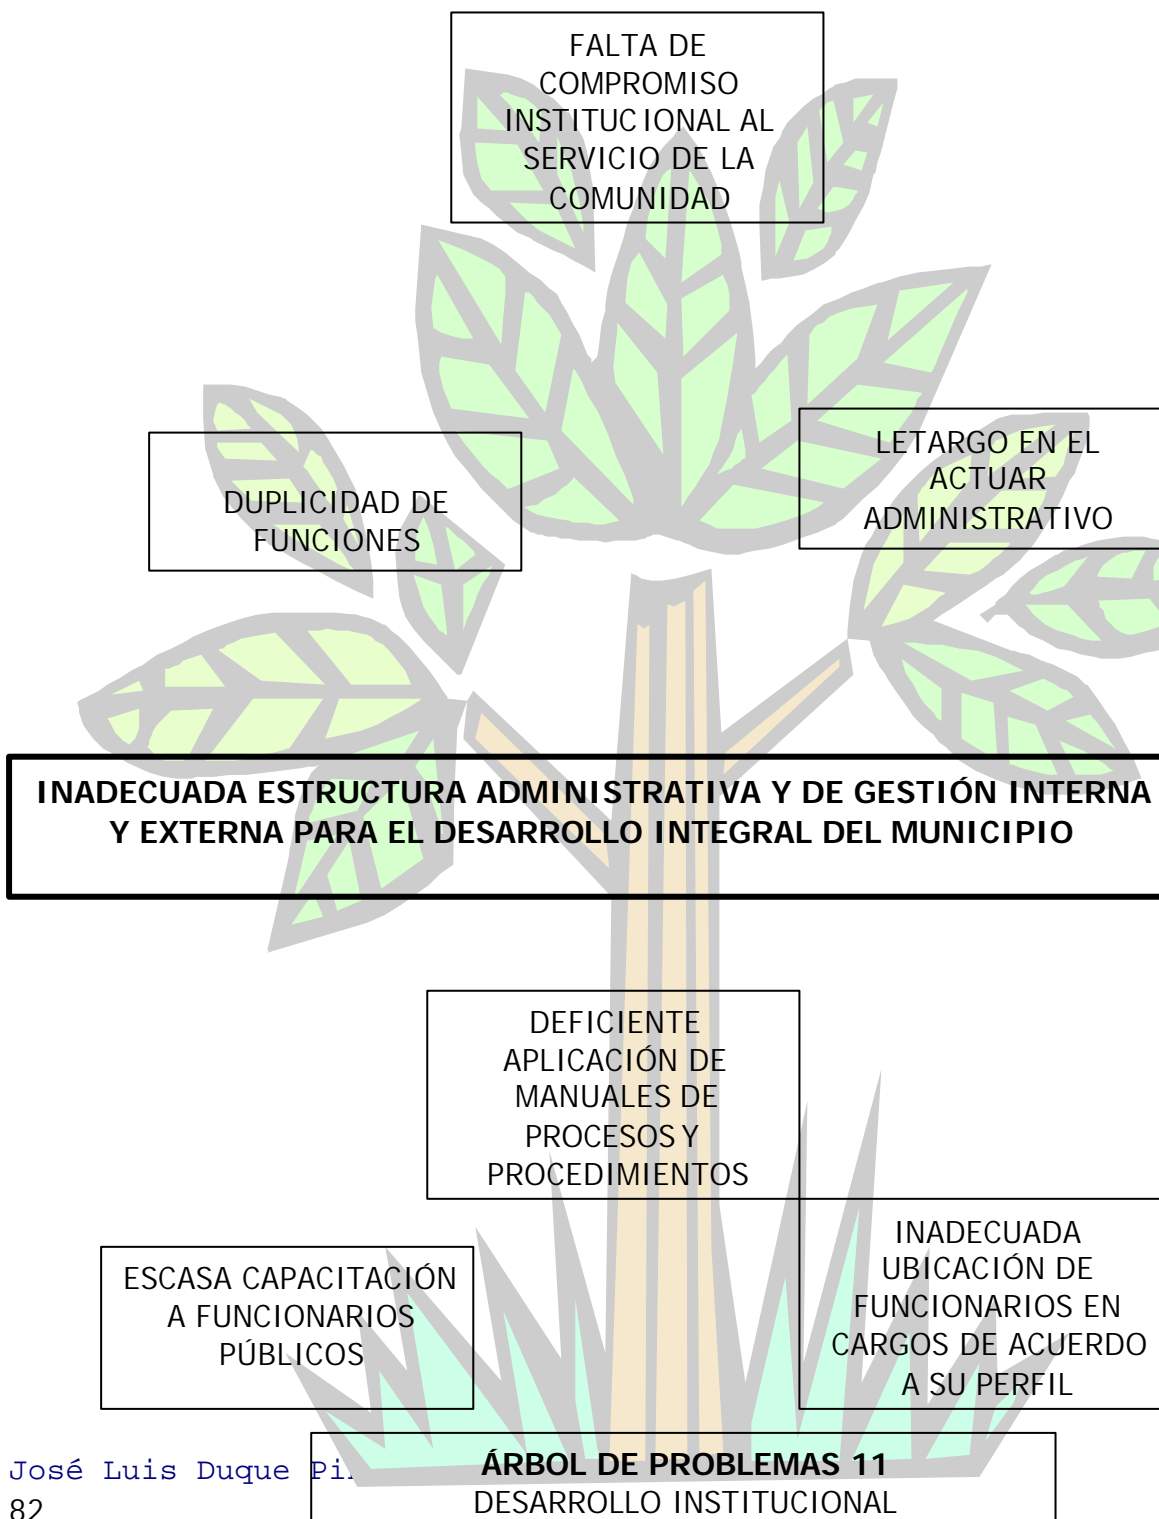 FALTA DE
COMPROMISO
INSTITUCIONAL AL
SERVICIO DE LA
COMUNIDAD
DUPLICIDAD DE
FUNCIONES
LETARGO EN EL
ACTUAR
ADMINISTRATIVO
INADECUADA ESTRUCTURA ADMINISTRATIVA Y DE GESTIÓN INTERNA
Y EXTERNA PARA EL DESARROLLO INTEGRAL DEL MUNICIPIO
DEFICIENTE
APLICACIÓN DE
MANUALES DE
PROCESOS Y
PROCEDIMIENTOS
ESCASA CAPACITACIÓN
A FUNCIONARIOS
PÚBLICOS
INADECUADA
UBICACIÓN DE
FUNCIONARIOS EN
CARGOS DE ACUERDO
A SU PERFIL
José Luis Duque
82
ÁRBOL DE PROBLEMAS 11
DESARROLLO INSTITUCIONAL